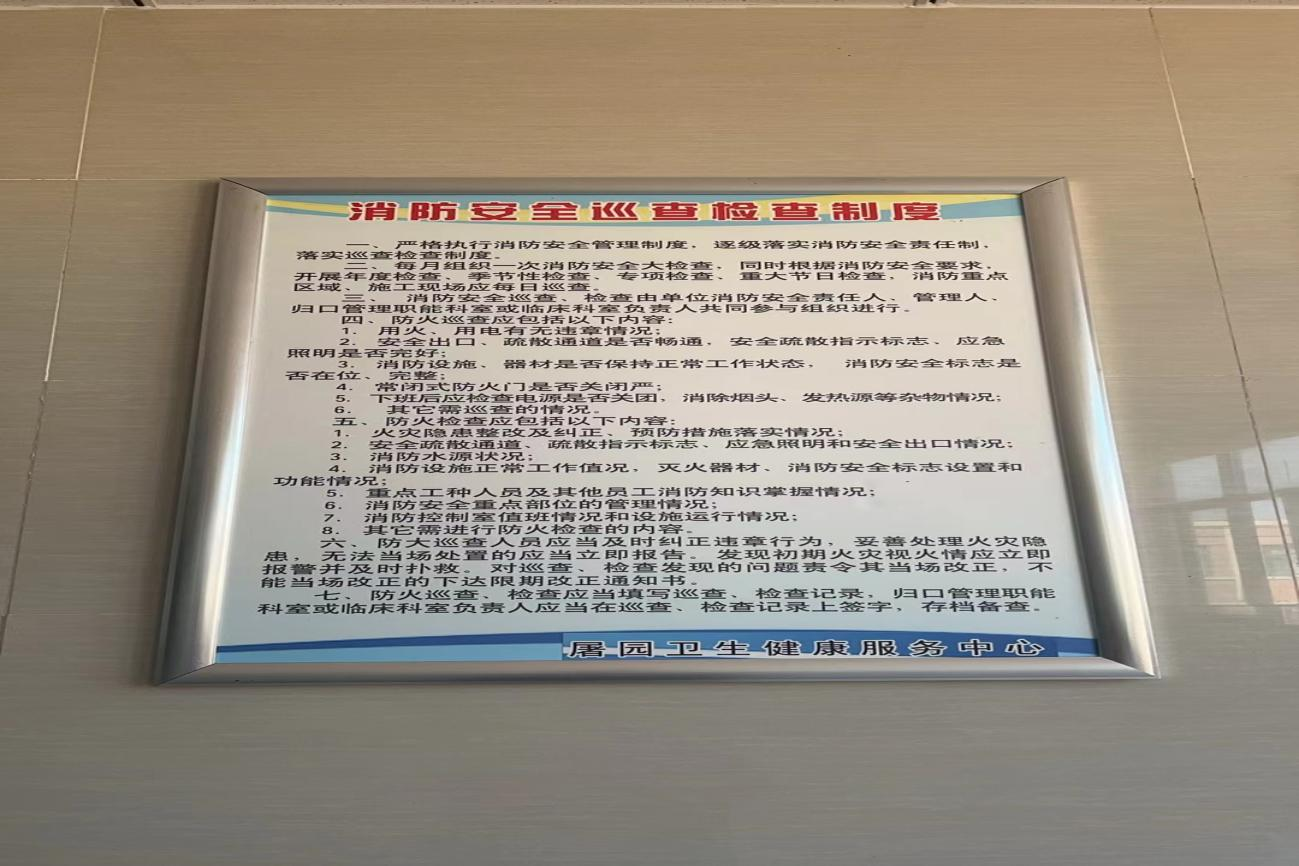 消防安全巡查检查制度
一、严格执行消防安全管理制度，逐级落实消防安全责任制，
落实巡查检查制度。
二、每月组织一次消防安全大检查，同时根据消防安全要求，
开展年度检查、季节性检查、专项检查、重大节日检查，消防重点
区域、施工现场应每日巡查。
三、 消防安全巡查、检查由单位消防安全责任人、管理人、
归口管理职能科室或临床科室负责人共同参与组织进行。
四、防火巡查应包括以下内容:
1. 用火、用电有无违章情况;
2. 安全出口、疏散通道是否畅通，安全疏散指示标志、应急
照明是否完好;
3. 消防设施、器材是否保持正常工作状态， 消防安全标志是
否在位、完整;
4. 常闭式防火门是否关闭严;
5. 下班后应检查电源是否关团，消除烟头、发热源等杂物情况;
6. 其它需巡查的情况。
五、防火检查应包括以下内容:
1. 火灾隐患整改及纠正、预防措施落实情况;
2. 安全疏散通道、疏散指示标志、应急照明和安全出口情况;
3. 消防水源状况;
4. 消防设施正常工作值况，灭火器材、消防安全标志设置和
功能情况;
5. 重点工种人员及其他员工消防知识掌握情况;
6. 消防安全重点部位的管理情况;
7. 消防控制室值班情况和设施运行情况;
8. 其它需进行防火检查的内容。
六、防大巡查人员应当及时纠正违章行为，妥善处理火灾隐
患，无法当场处置的应当立即报告。发现初期火灾视火情应立即
报警并及时扑救。对巡查、检查发现的问题责令其当场改正，不
能当场改正的下达限期改正通知书。
七、防火巡查、检查应当填写巡查、检查记录，归口管理职能
科室或临床科室负责人应当在巡查、检查记录上签字，存档备查。
屠园卫生健康服务中心